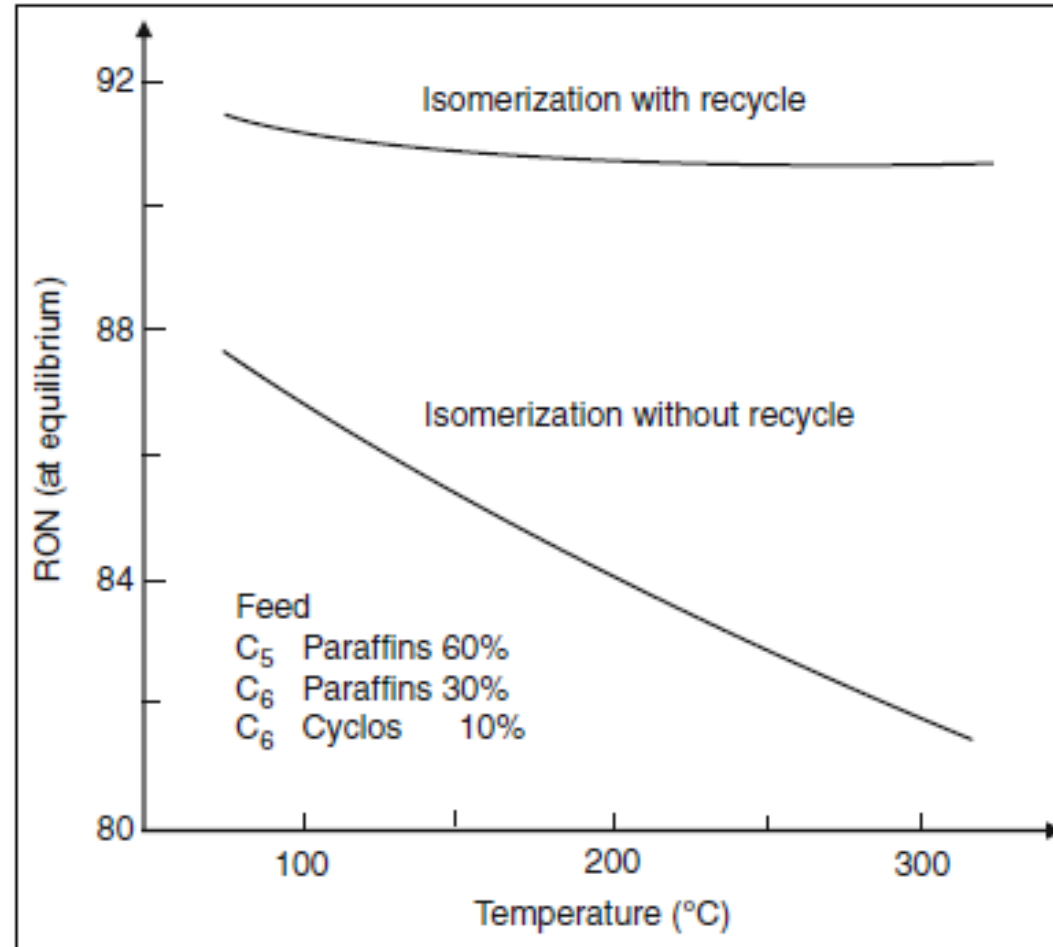 92
Isomerization with recycle
RON (at equilibrium)
88
Isomerization without recycle
84
Feed
C₅ Paraffins 60%
C₆ Paraffins 30%
C₆ Cyclos 10%
80
100 200 300
Temperature (°C)